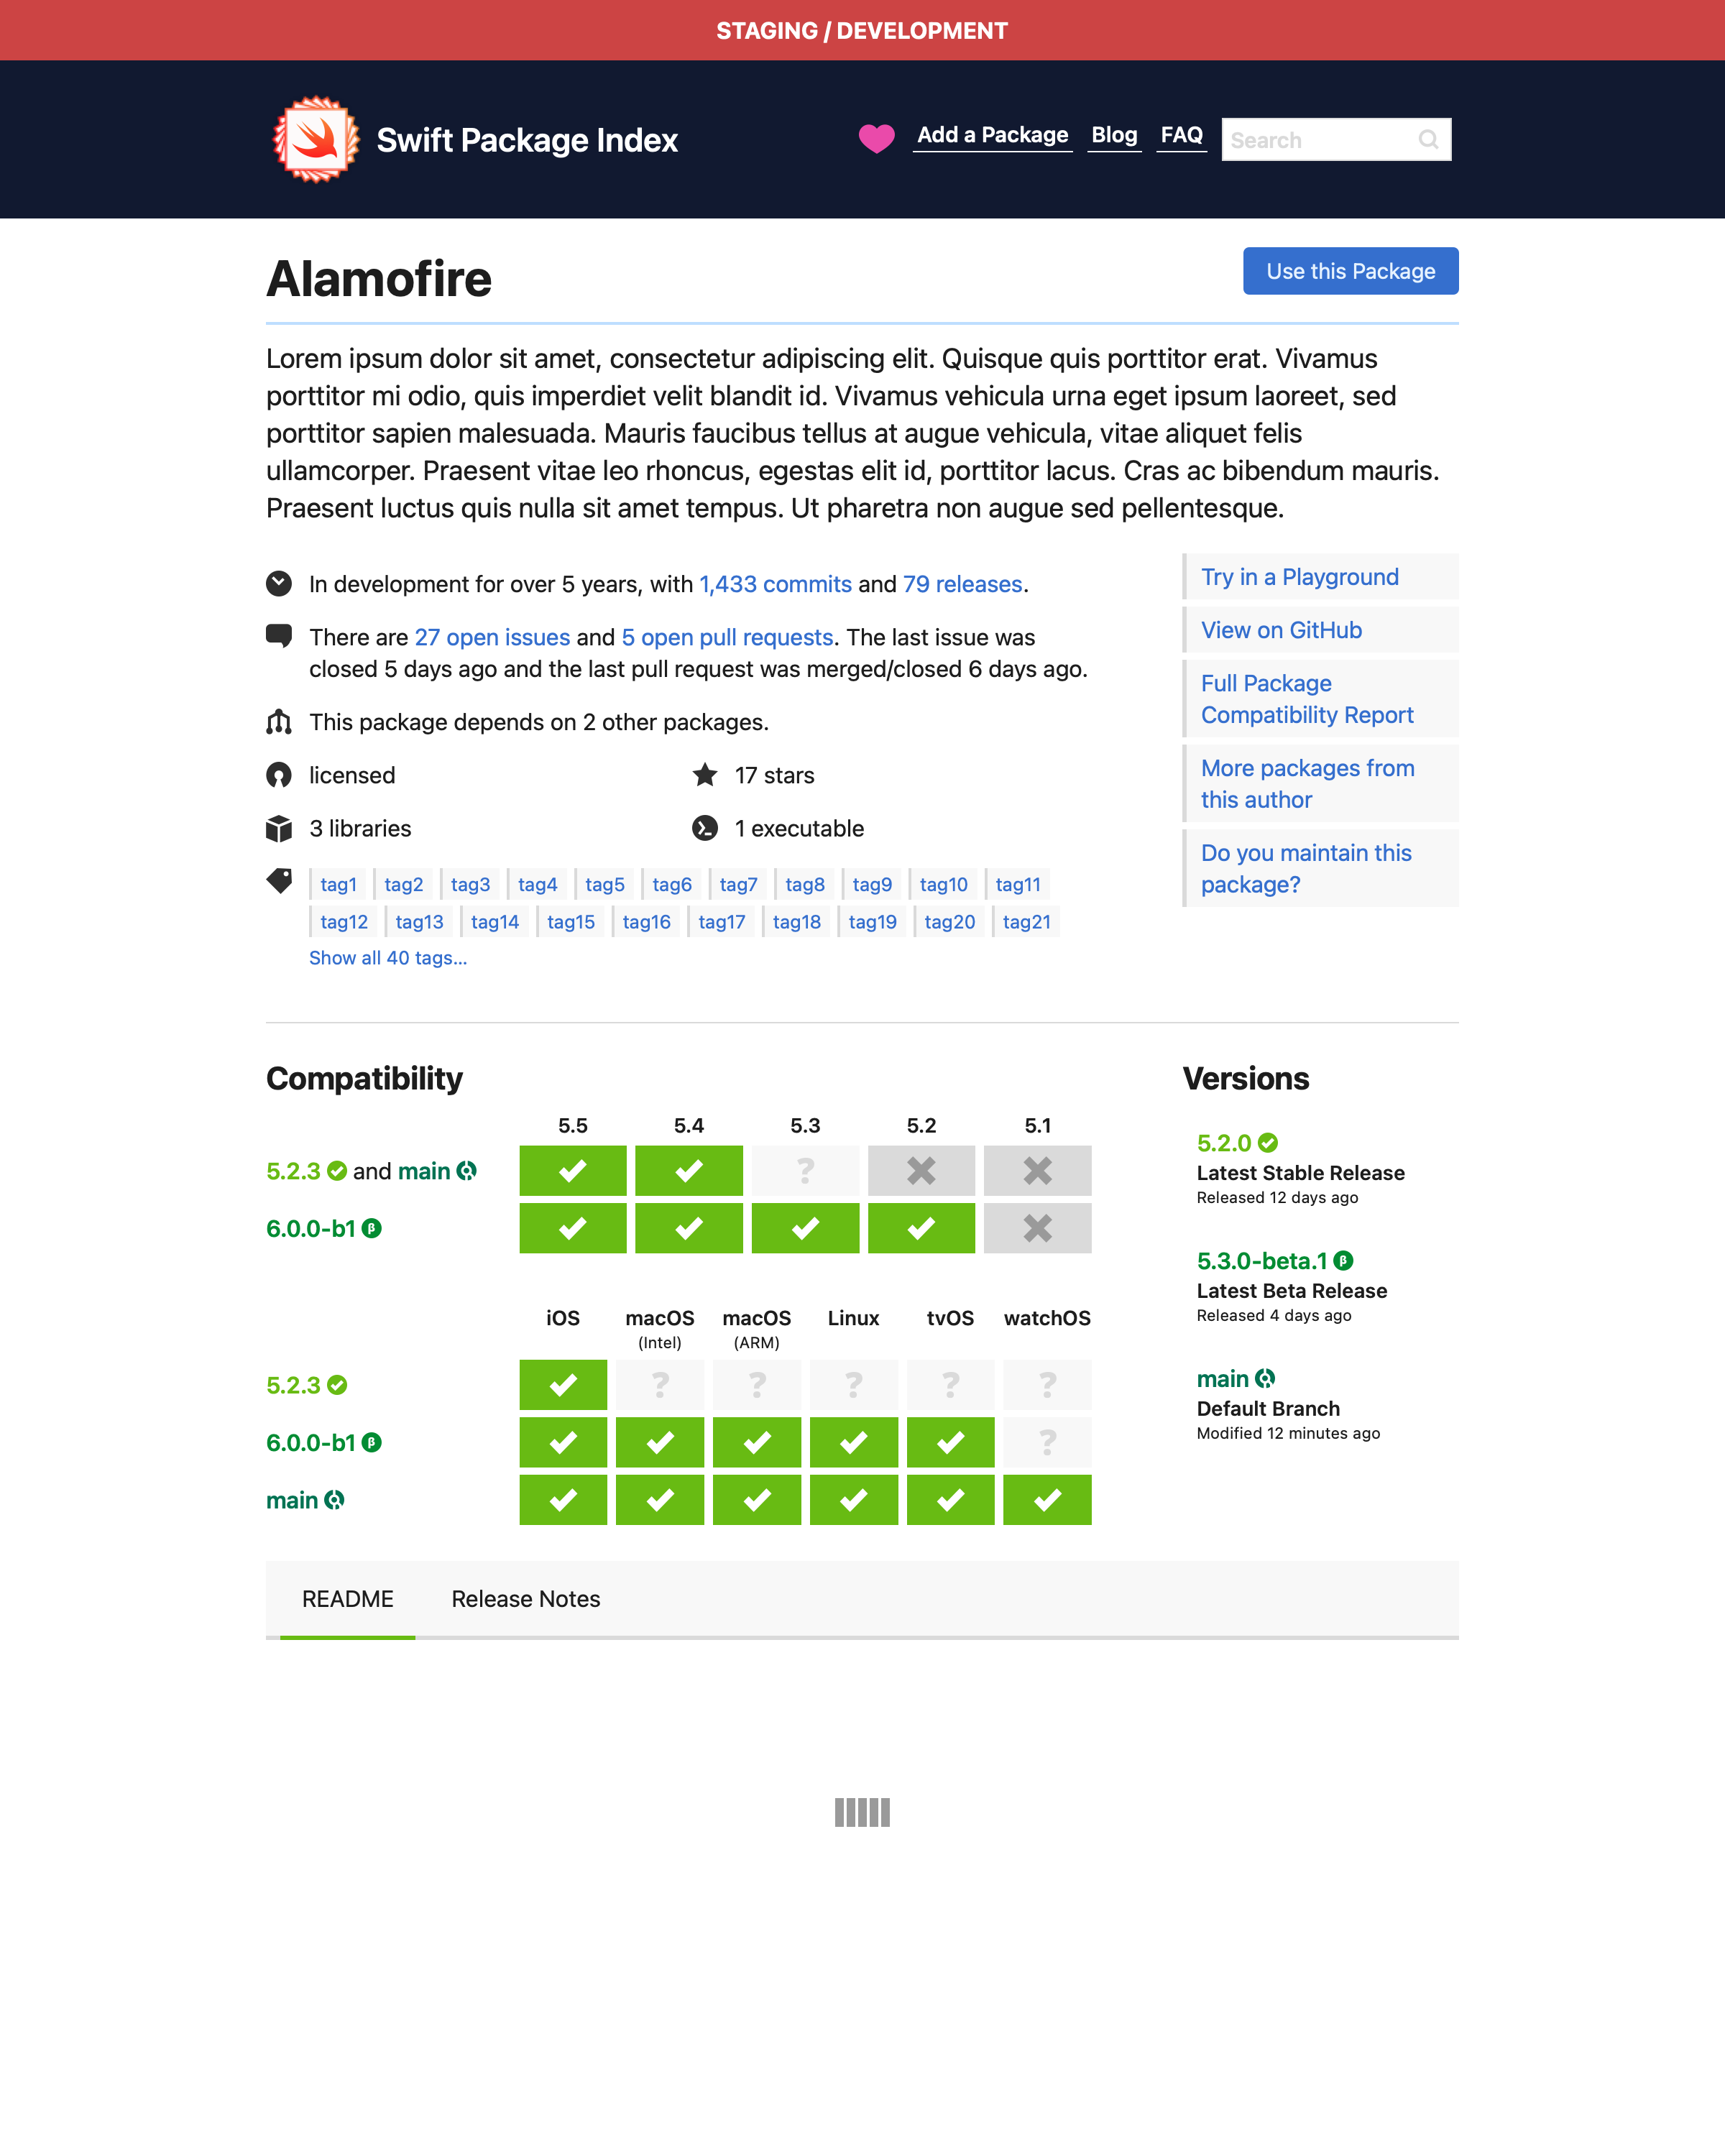 STAGING / DEVELOPMENT
Swift Package Index
Add a Package Blog FAQ Search
Alamofire
Use this Package
Lorem ipsum dolor sit amet, consectetur adipiscing elit. Quisque quis porttitor erat. Vivamus
porttitor mi odio, quis imperdiet velit blandit id. Vivamus vehicula urna eget ipsum laoreet, sed
porttitor sapien malesuada. Mauris faucibus tellus at augue vehicula, vitae aliquet felis
ullamcorper. Praesent vitae leo rhoncus, egestas elit id, porttitor lacus. Cras ac bibendum mauris.
Praesent luctus quis nulla sit amet tempus. Ut pharetra non augue sed pellentesque.
In development for over 5 years, with 1,433 commits and 79 releases.
There are 27 open issues and 5 open pull requests. The last issue was
closed 5 days ago and the last pull request was merged/closed 6 days ago.
This package depends on 2 other packages.
licensed
17 stars
3 libraries
1 executable
tag1 tag2 tag3 tag4 tag5 tag6 tag7 tag8 tag9 tag10 tag11
tag12 tag13 tag14 tag15 tag16 tag17 tag18 tag19 tag20 tag21
Show all 40 tags...
Try in a Playground
View on GitHub
Full Package
Compatibility Report
More packages from
this author
Do you maintain this
package?
Compatibility
5.5 5.4 5.3 5.2 5.1
5.2.3 and main ?
6.0.0-b1 β
iOS macOS macOS Linux tvOS watchOS
(Intel) (ARM)
5.2.3 ? ? ? ? ?
6.0.0-b1 β ?
main
Versions
5.2.0
Latest Stable Release
Released 12 days ago
5.3.0-beta.1 β
Latest Beta Release
Released 4 days ago
main
Default Branch
Modified 12 minutes ago
README Release Notes